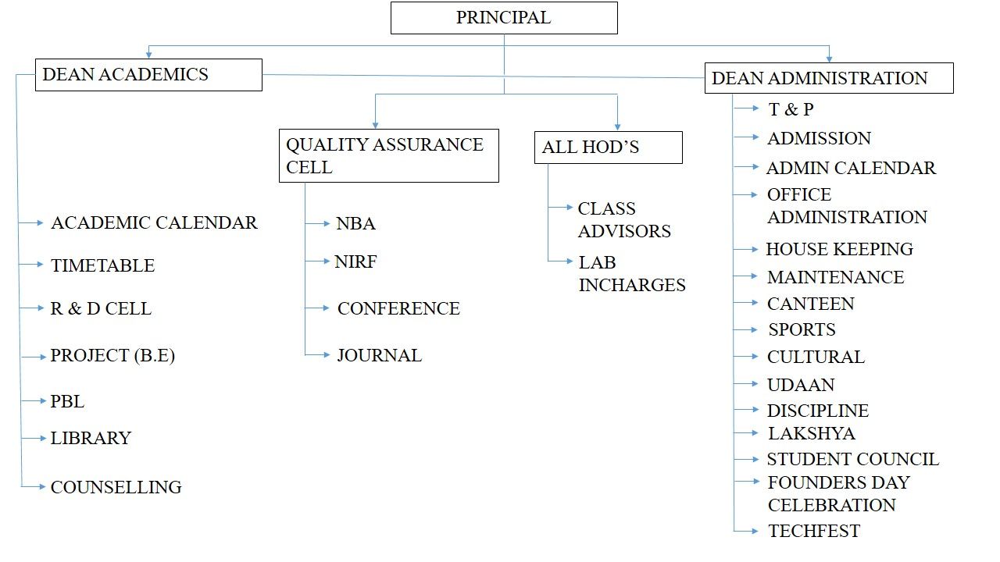 PRINCIPAL
DEAN ACADEMICS
ACADEMIC CALENDAR
TIMETABLE
R & D CELL
PROJECT (B.E)
PBL
LIBRARY
COUNSELLING
QUALITY ASSURANCE
CELL
NBA
NIRF
CONFERENCE
JOURNAL
ALL HOD’S
CLASS
ADVISORS
LAB
INCHARGES
DEAN ADMINISTRATION
T & P
ADMISSION
ADMIN CALENDAR
OFFICE
ADMINISTRATION
HOUSE KEEPING
MAINTENANCE
CANTEEN
SPORTS
CULTURAL
UDAAN
DISCIPLINE
LAKSHYA
STUDENT COUNCIL
FOUNDERS DAY
CELEBRATION
TECHFEST